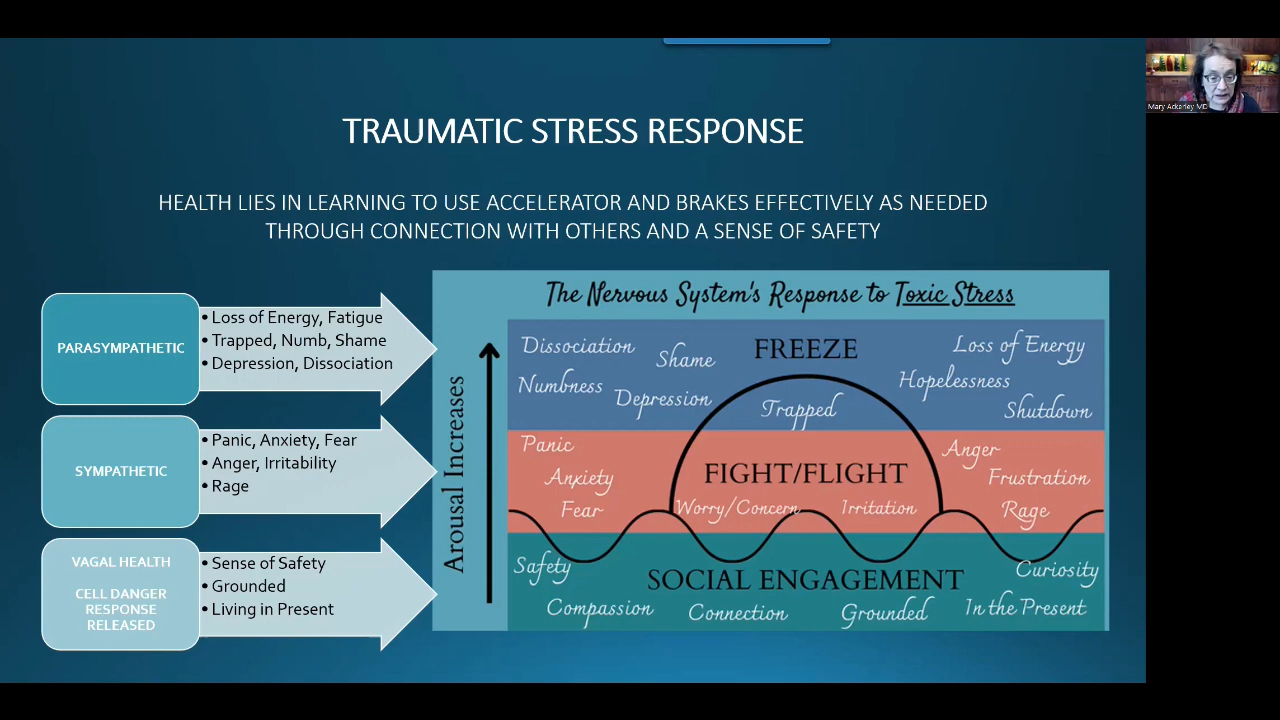 TRAUMATIC STRESS RESPONSE
HEALTH LIES IN LEARNING TO USE ACCELERATOR AND BRAKES EFFECTIVELY AS NEEDED
THROUGH CONNECTION WITH OTHERS AND A SENSE OF SAFETY
PARASYMPATHETIC
• Loss of Energy, Fatigue
• Trapped, Numb, Shame
• Depression, Dissociation
SYMPATHETIC
• Panic, Anxiety, Fear
• Anger, Irritability
• Rage
VAGAL HEALTH
CELL DANGER
RESPONSE
RELEASED
• Sense of Safety
• Grounded
• Living in Present
The Nervous System's Response to Toxic Stress
Arousal Increases
FREEZE
Dissociation
Shame
Numbness
Depression
Trapped
Loss of Energy
Hopelessness
Shutdown
FIGHT/FLIGHT
Panic
Anxiety
Fear
Worry/Concern
Irritation
Anger
Frustration
Rage
SOCIAL ENGAGEMENT
Safety
Compassion
Connection
Grounded
Curiosity
In the Present
Mary Ackerley MD